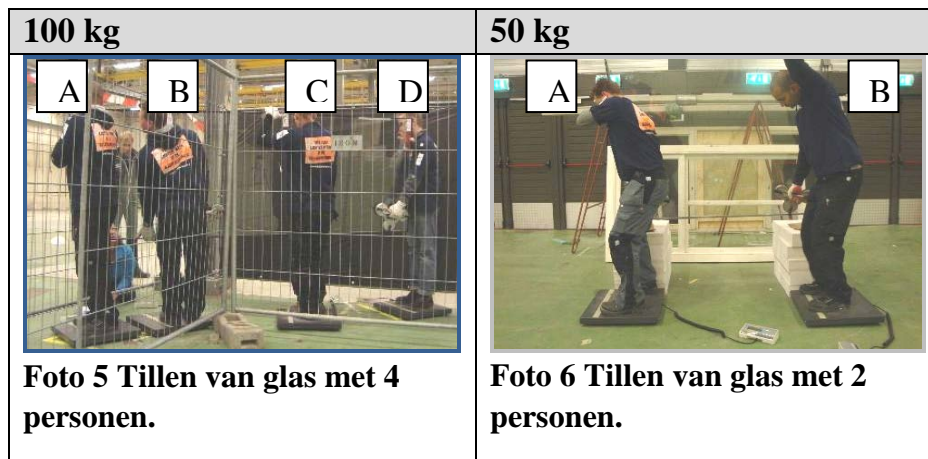 100 kg
50 kg
A B C D
A B
Foto 5 Tillen van glas met 4
personen.
Foto 6 Tillen van glas met 2
personen.